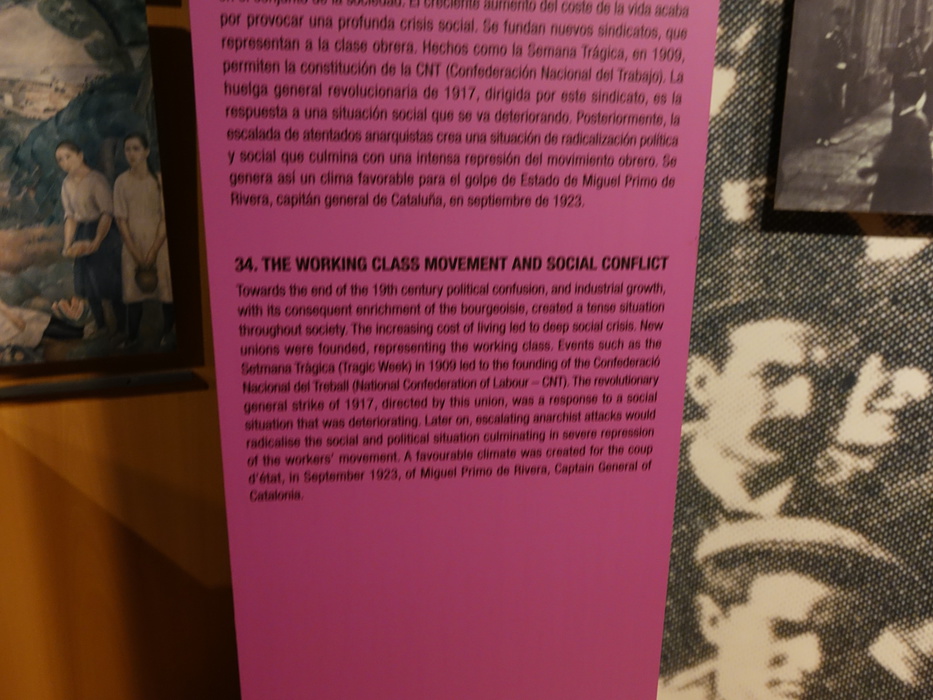 en el conjunto de la sociedad. El creciente aumento del coste de la vida acaba
por provocar una profunda crisis social. Se fundan nuevos sindicatos, que
representan a la clase obrera. Hechos como la Semana Trágica, en 1909,
permiten la constitución de la CNT (Confederación Nacional del Trabajo). La
huelga general revolucionaria de 1917, dirigida por este sindicato, es la
respuesta a una situación social que se va deteriorando. Posteriormente, la
escalada de atentados anarquistas crea una situación de radicalización política
y social que culmina con una intensa represión del movimiento obrero. Se
genera así un clima favorable para el golpe de Estado de Miguel Primo de
Rivera, capitán general de Cataluña, en septiembre de 1923.
34. THE WORKING CLASS MOVEMENT AND SOCIAL CONFLICT
Towards the end of the 19th century political confusion, and industrial growth,
with its consequent enrichment of the bourgeoisie, created a tense situation
throughout society. The increasing cost of living led to deep social crisis. New
unions were founded, representing the working class. Events such as the
Setmana Tràgica (Tragic Week) in 1909 led to the founding of the Confederació
Nacional del Treball (National Confederation of Labour – CNT). The revolutionary
general strike of 1917, directed by this union, was a response to a social
situation that was deteriorating. Later on, escalating anarchist attacks would
radicalise the social and political situation culminating in severe repression
of the workers' movement. A favourable climate was created for the coup
d'état, in September 1923, of Miguel Primo de Rivera, Captain General of
Catalonia.